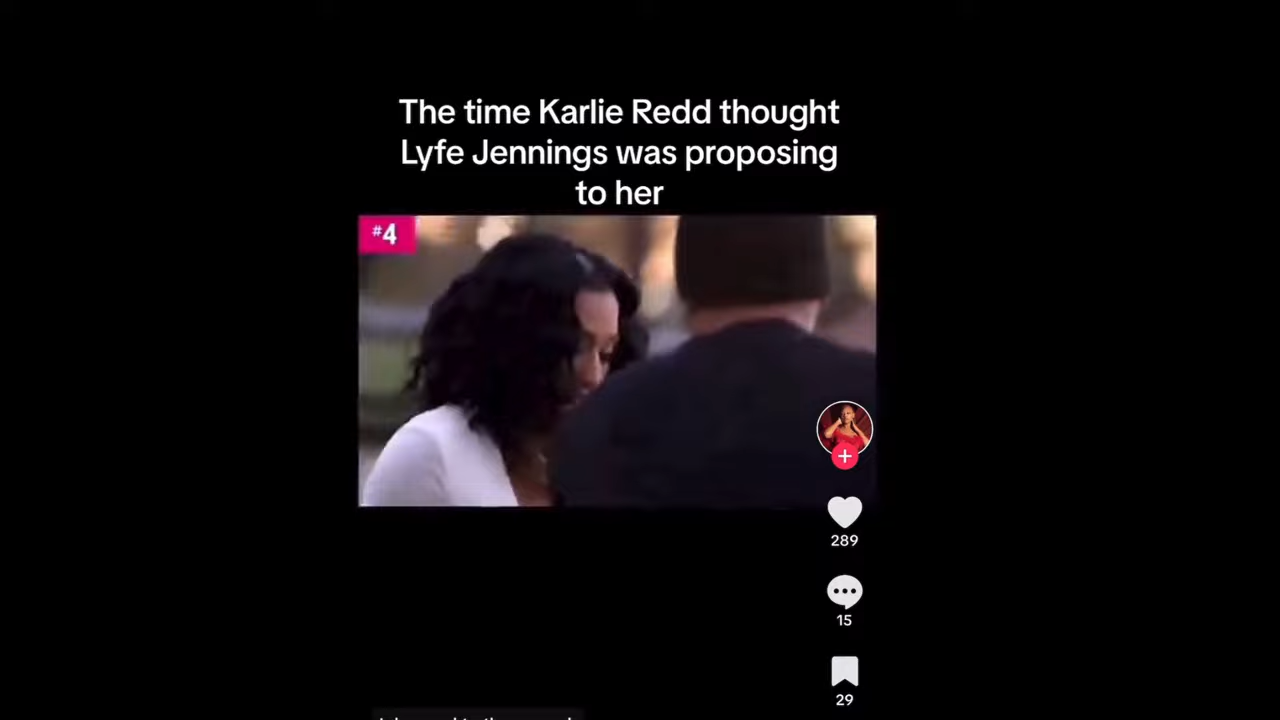 The time Karlie Redd thought
Lyfe Jennings was proposing
to her
#4
289
15
29